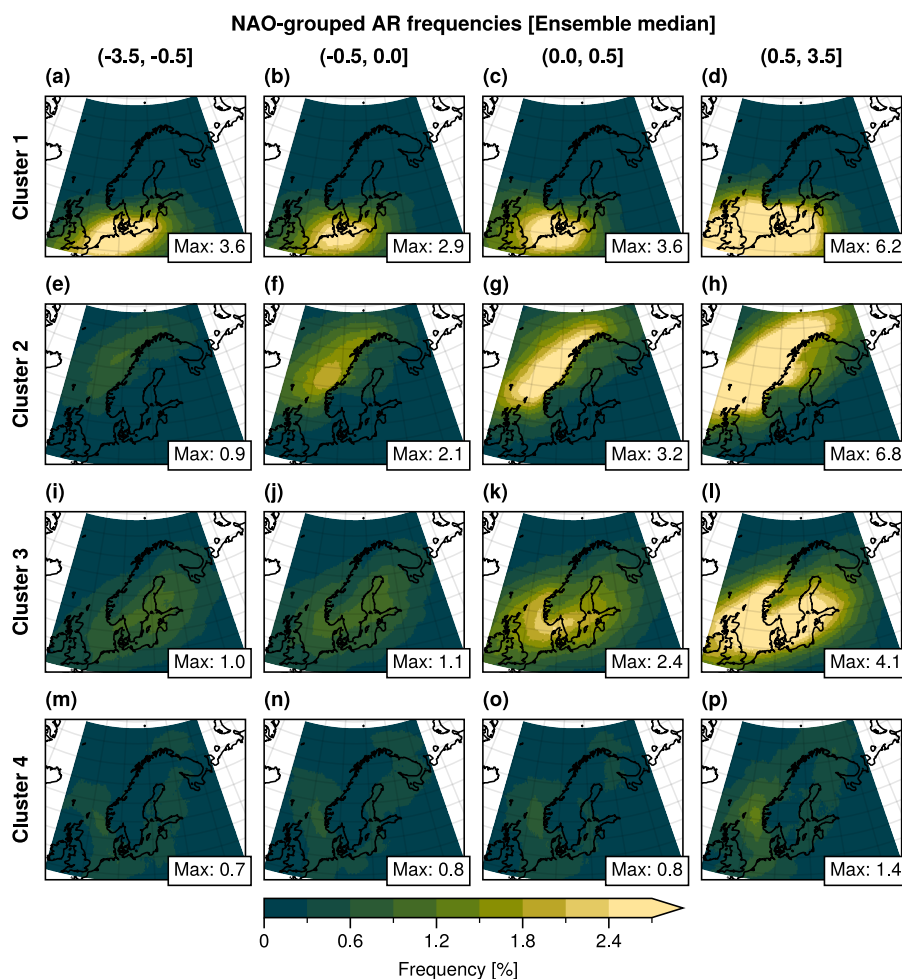 NAO-grouped AR frequencies [Ensemble median]
(-3.5, -0.5] (-0.5, 0.0] (0.0, 0.5] (0.5, 3.5]
(a) (b) (c) (d)
Cluster 1
Max: 3.6 Max: 2.9 Max: 3.6 Max: 6.2
(e) (f) (g) (h)
Cluster 2
Max: 0.9 Max: 2.1 Max: 3.2 Max: 6.8
(i) (j) (k) (l)
Cluster 3
Max: 1.0 Max: 1.1 Max: 2.4 Max: 4.1
(m) (n) (o) (p)
Cluster 4
Max: 0.7 Max: 0.8 Max: 0.8 Max: 1.4
0 0.6 1.2 1.8 2.4
Frequency [%]